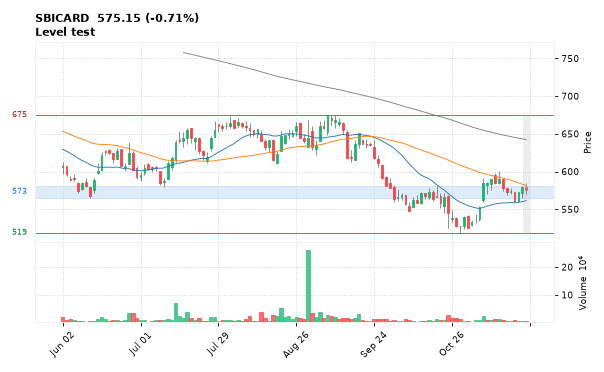 SBICARD 575.15 (-0.71%)
Level test
750
700
675
650
600
573
550
519
Price
20
10
Volume 10⁶
Jun 02
Jul 01
Jul 29
Aug 26
Sep 24
Oct 26